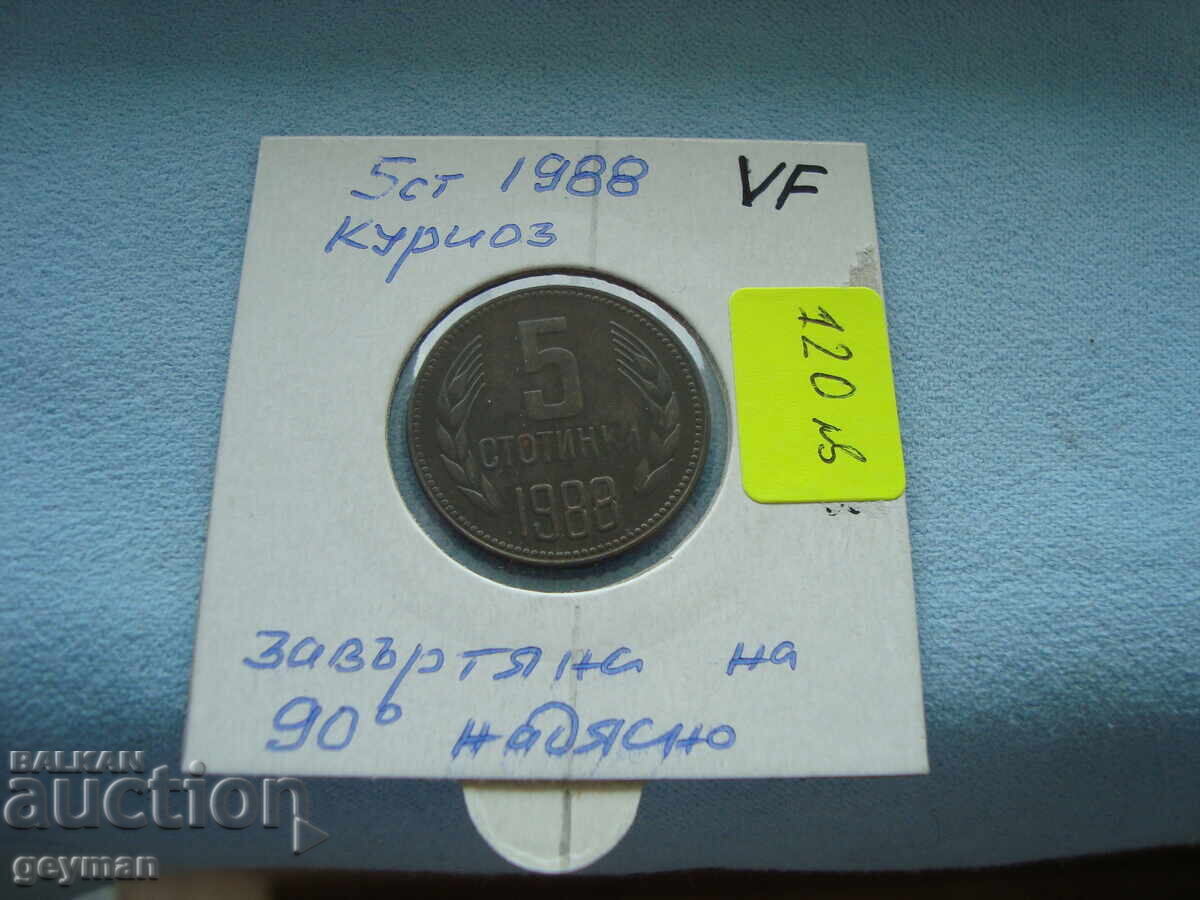 5ст 1988 VF
куриоз
120 лв
5
СТОТИНКИ
1988
завъртяна на
90° надясно
BALKAN
auction
geyman